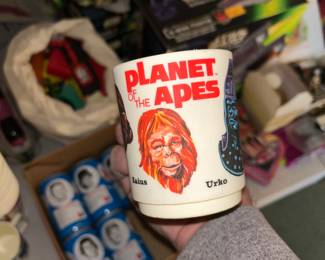 PLANET
OF THE APES
Zaius
Urko